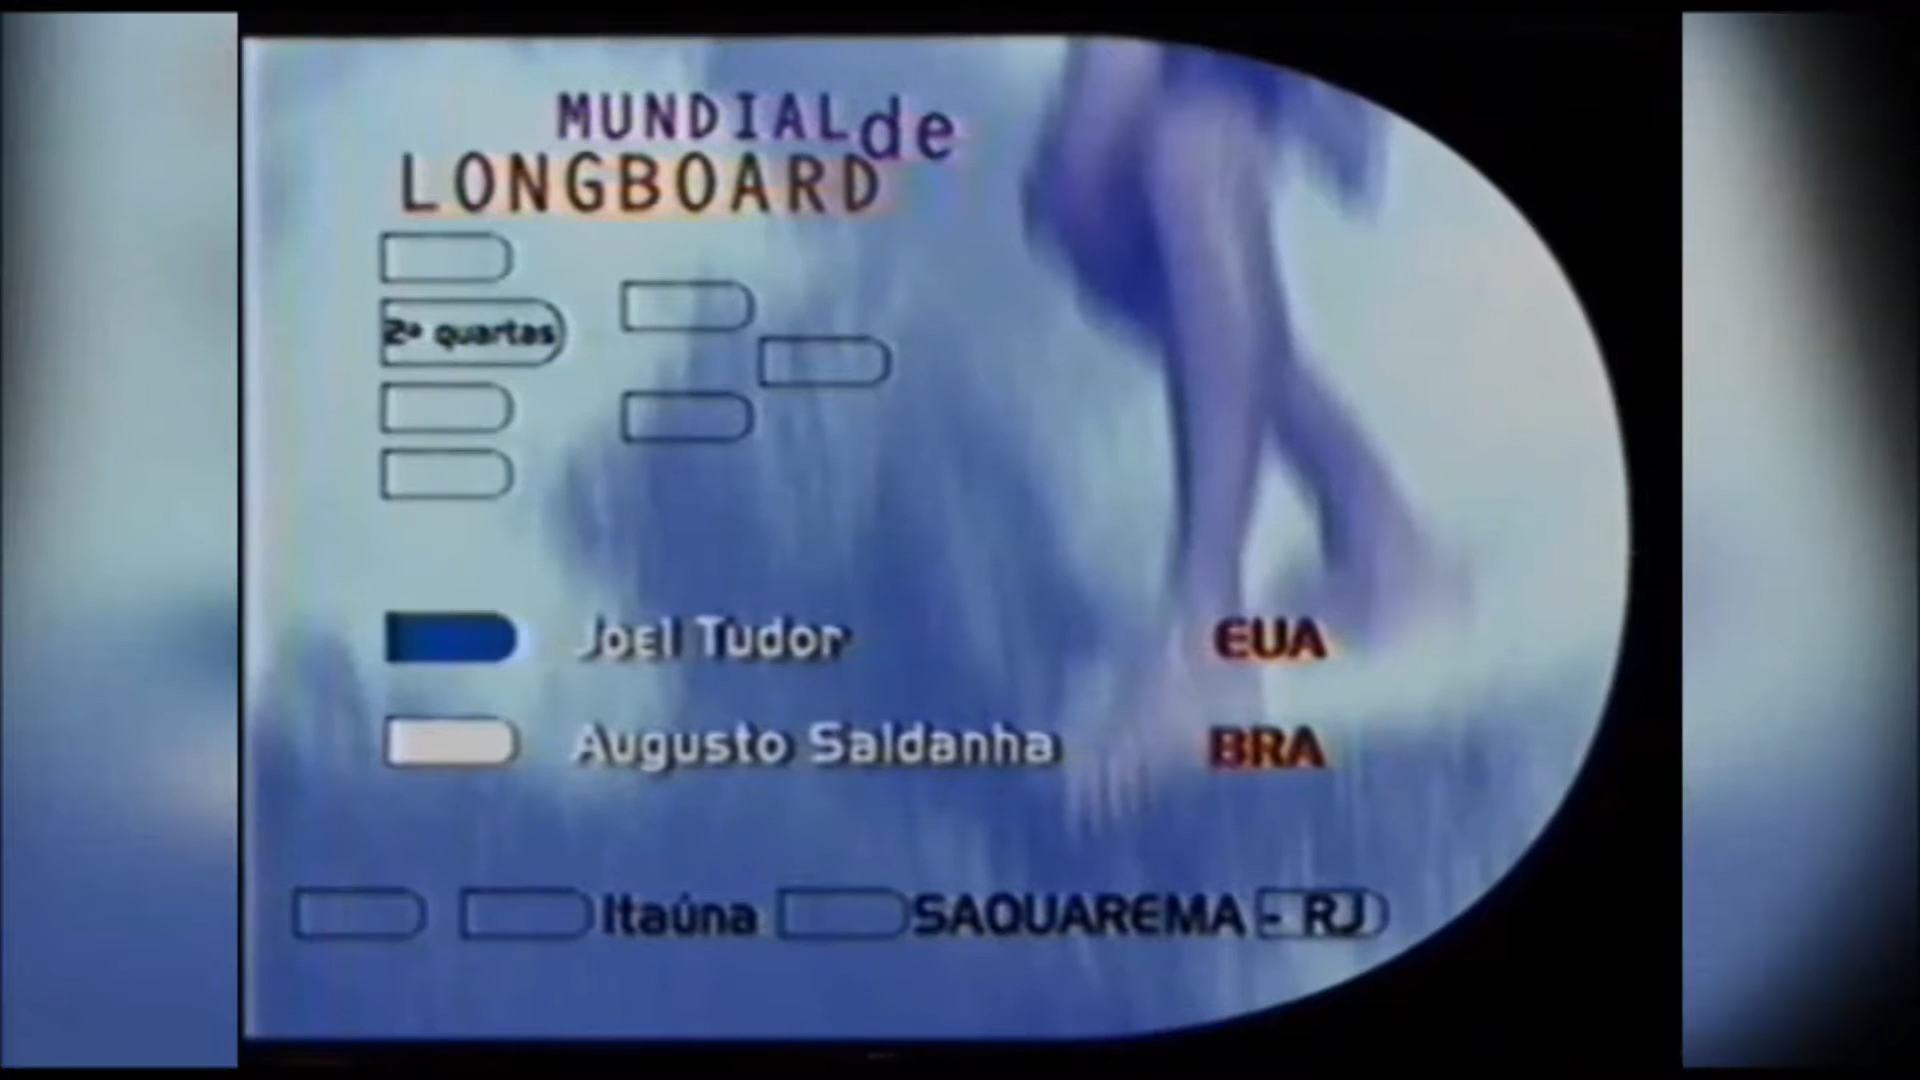 MUNDIAL de
LONGBOARD
2ª quartas
Joel Tudor EUA
Augusto Saldanha BRA
Itaúna SAQUAREMA - RJ